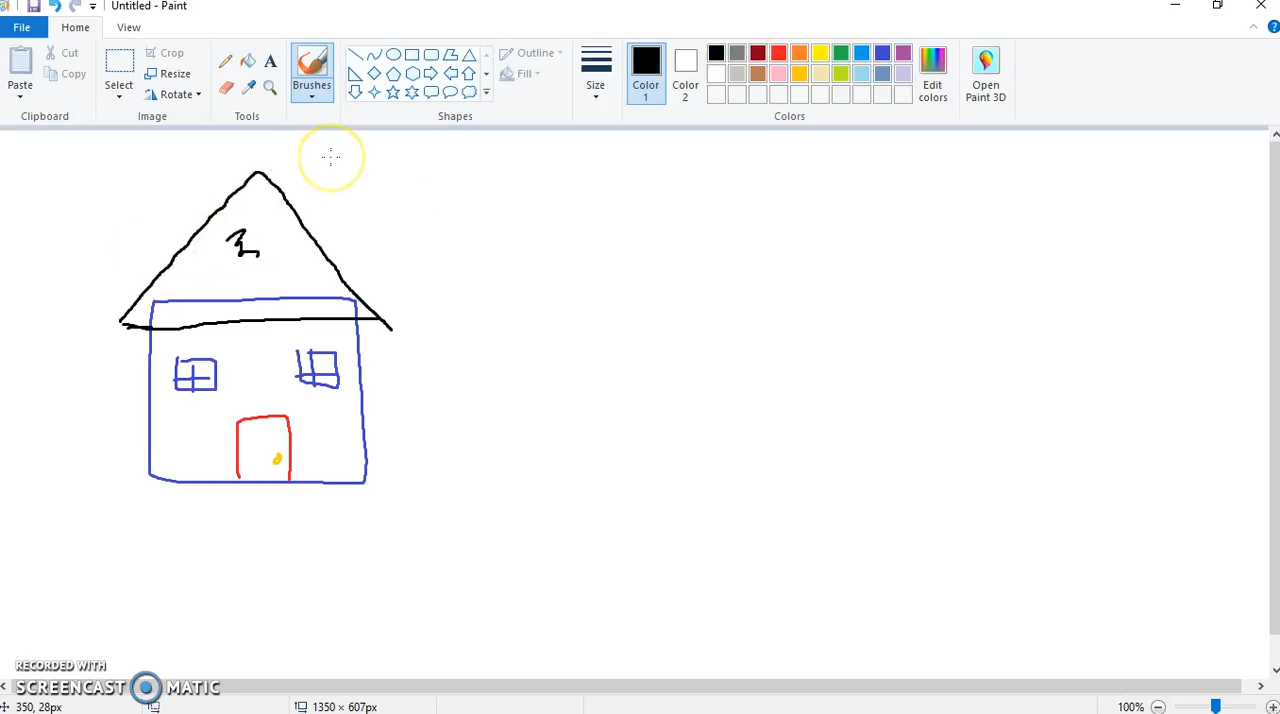 Untitled - Paint
File Home View
Paste
Cut
Copy
Clipboard
Select
Crop
Resize
Rotate
Image
Tools
Brushes
Outline
Fill
Shapes
Size
Color 1
Color 2
Edit colors
Colors
Open Paint 3D
RECORDED WITH
SCREENCAST MATIC
350, 28px
1350 × 607px
100%